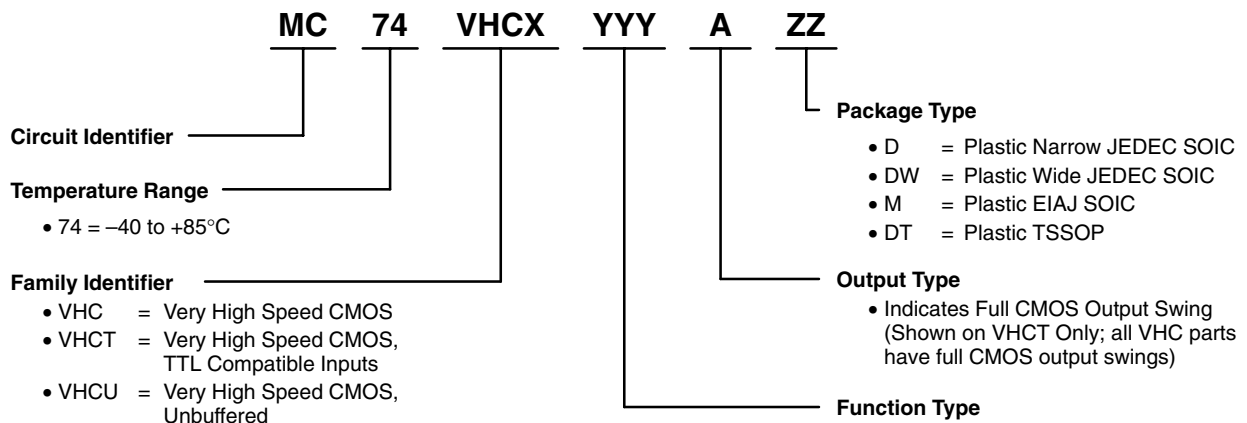 MC 74 VHCX YYY A ZZ
Circuit Identifier
Temperature Range
• 74 = –40 to +85°C
Family Identifier
• VHC = Very High Speed CMOS
• VHCT = Very High Speed CMOS,
TTL Compatible Inputs
• VHCU = Very High Speed CMOS,
Unbuffered
Package Type
• D = Plastic Narrow JEDEC SOIC
• DW = Plastic Wide JEDEC SOIC
• M = Plastic EIAJ SOIC
• DT = Plastic TSSOP
Output Type
• Indicates Full CMOS Output Swing
(Shown on VHCT Only; all VHC parts
have full CMOS output swings)
Function Type